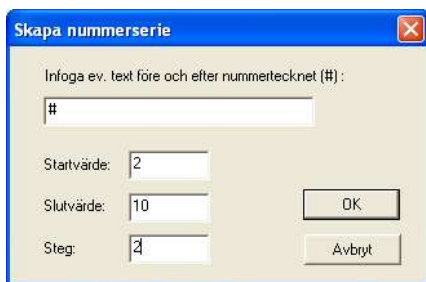 Skapa nummerserie
Infoga ev. text före och efter nummertecknet (#) :
#
Startvärde: 2
Slutvärde: 10
OK
Steg: 2
Avbryt